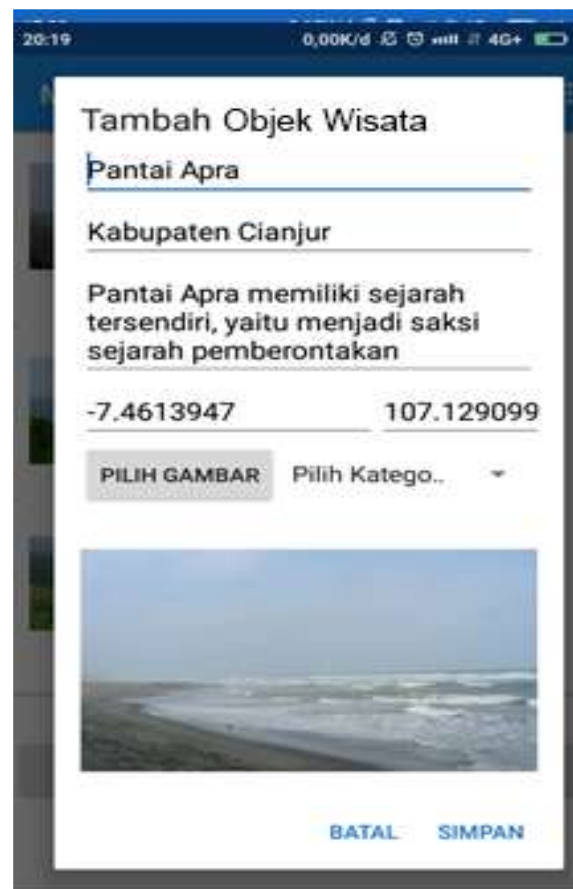 20:19 0,00K/d 4G+
Tambah Objek Wisata
Pantai Apra
Kabupaten Cianjur
Pantai Apra memiliki sejarah
tersendiri, yaitu menjadi saksi
sejarah pemberontakan
-7.4613947 107.129099
PILIH GAMBAR Pilih Katego..
BATAL SIMPAN